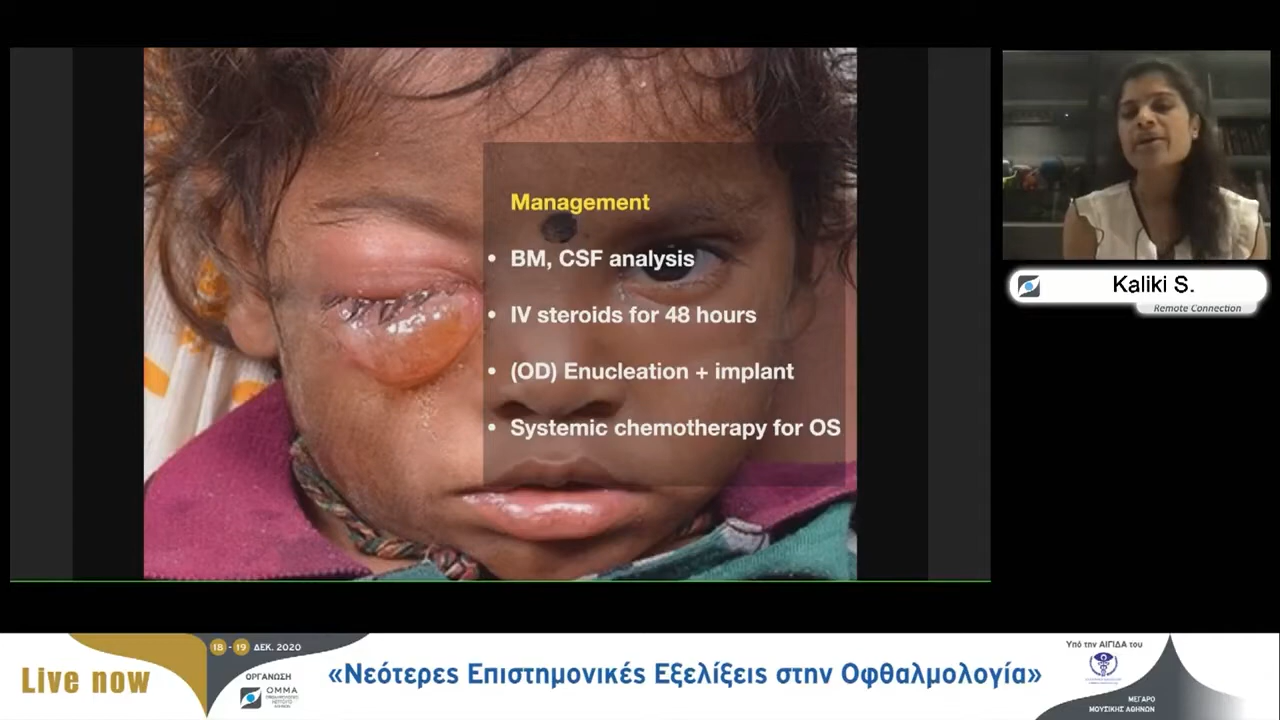 Management
• BM, CSF analysis
• IV steroids for 48 hours
• (OD) Enucleation + implant
• Systemic chemotherapy for OS
Kaliki S.
Remote Connection
Live now
18 - 19 ΔΕΚ. 2020
ΟΡΓΑΝΩΣΗ
OMMA
«Νεότερες Επιστημονικές Εξελίξεις στην Οφθαλμολογία»
Υπό την ΑΙΓΙΔΑ του
ΜΕΓΑΡΟ
ΜΟΥΣΙΚΗΣ ΑΘΗΝΩΝ